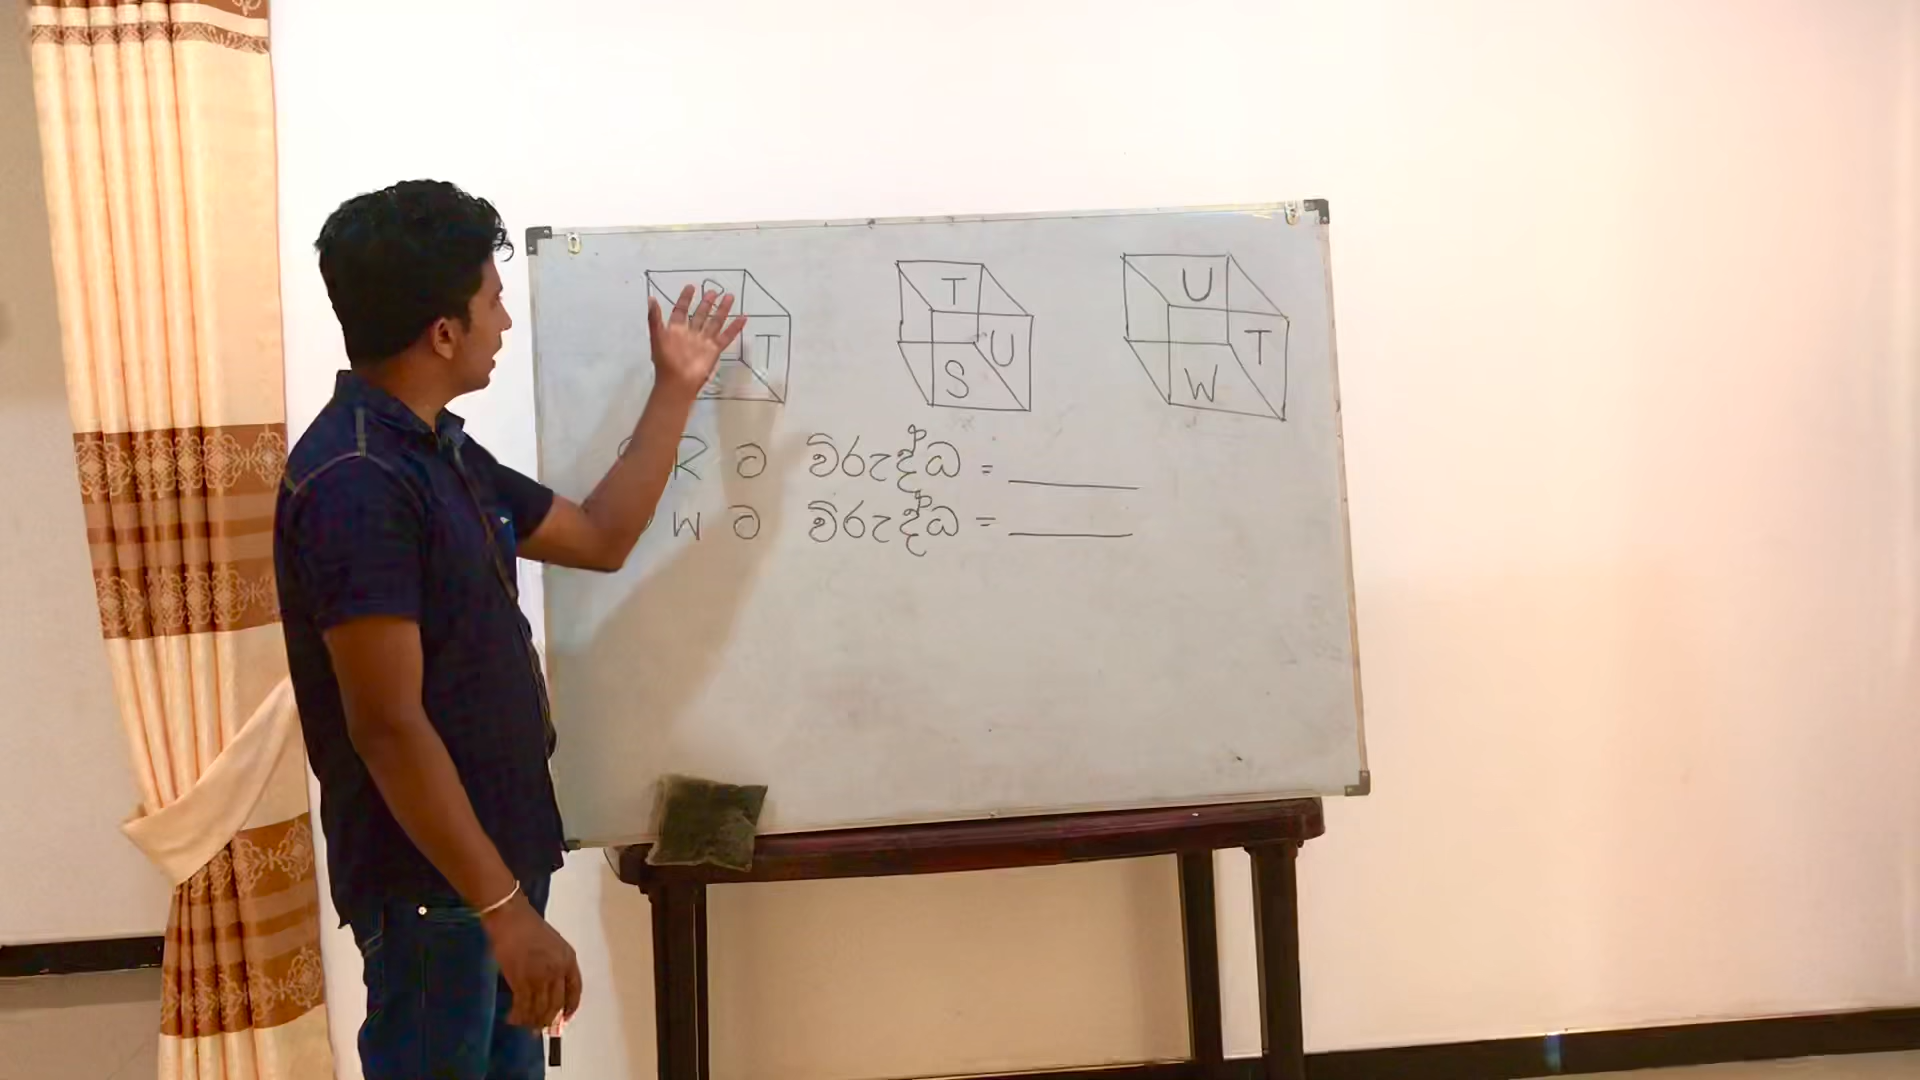 R T S
T U S
U T W
R ට විරුද්ධ = ______
W ට විරුද්ධ = ______